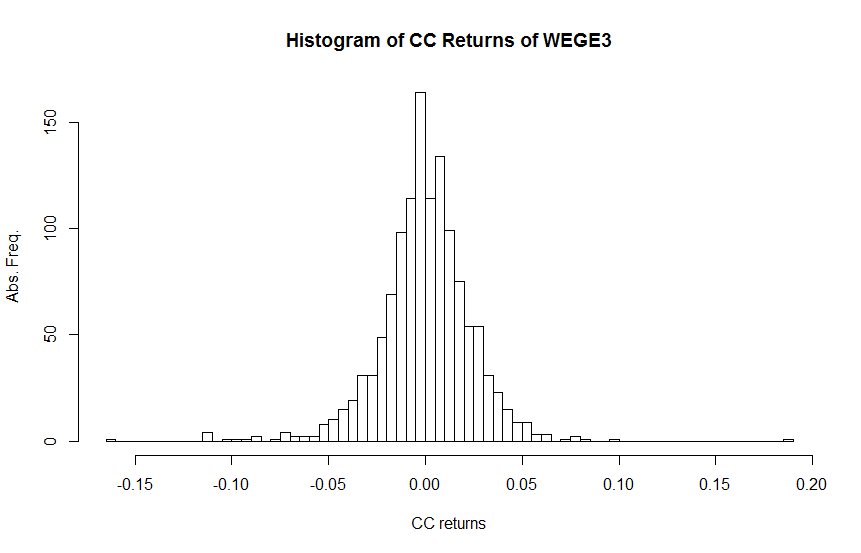 Histogram of CC Returns of WEGE3
Abs. Freq.
150
100
50
0
-0.15 -0.10 -0.05 0.00 0.05 0.10 0.15 0.20
CC returns